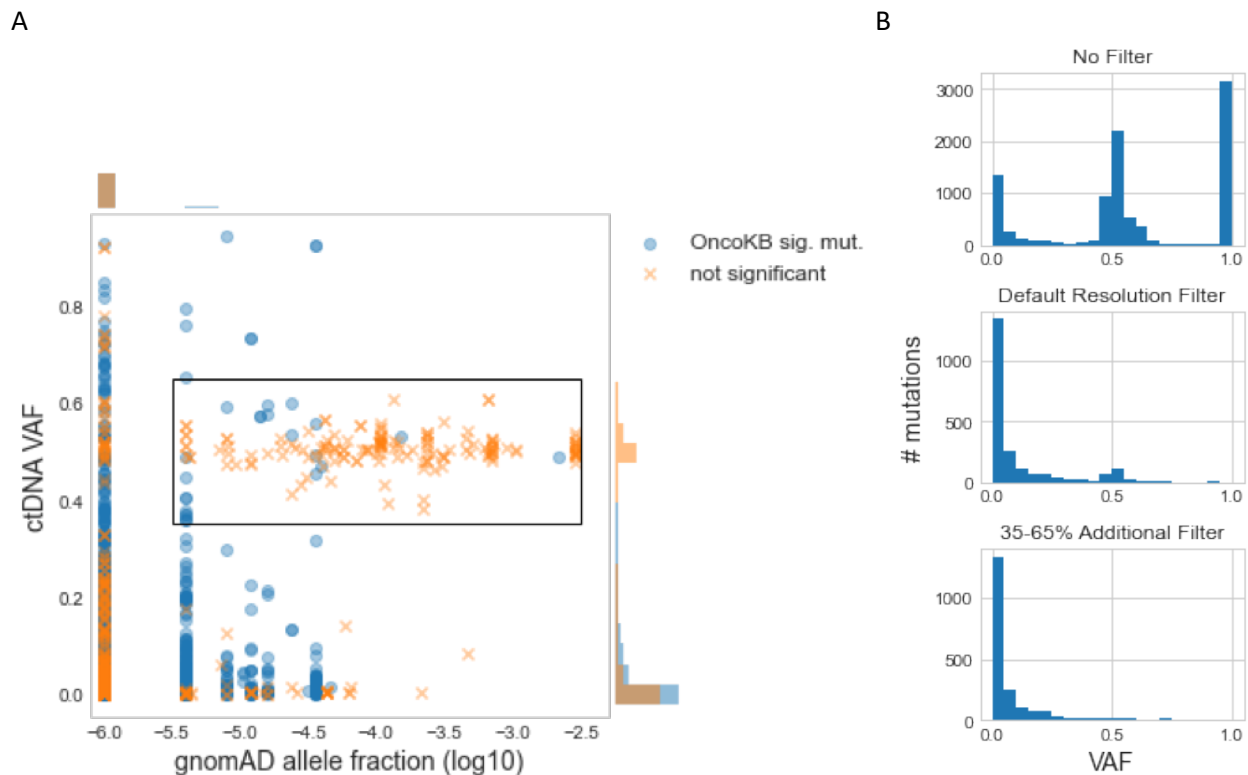 A
B
OncoKB sig. mut.
not significant
ctDNA VAF
0.8
0.6
0.4
0.2
0.0
−6.0 −5.5 −5.0 −4.5 −4.0 −3.5 −3.0 −2.5
gnomAD allele fraction (log10)
No Filter
3000
2000
1000
0
0.0 0.5 1.0
Default Resolution Filter
# mutations
1000
500
0
0.0 0.5 1.0
35-65% Additional Filter
1000
500
0
0.0 0.5 1.0
VAF